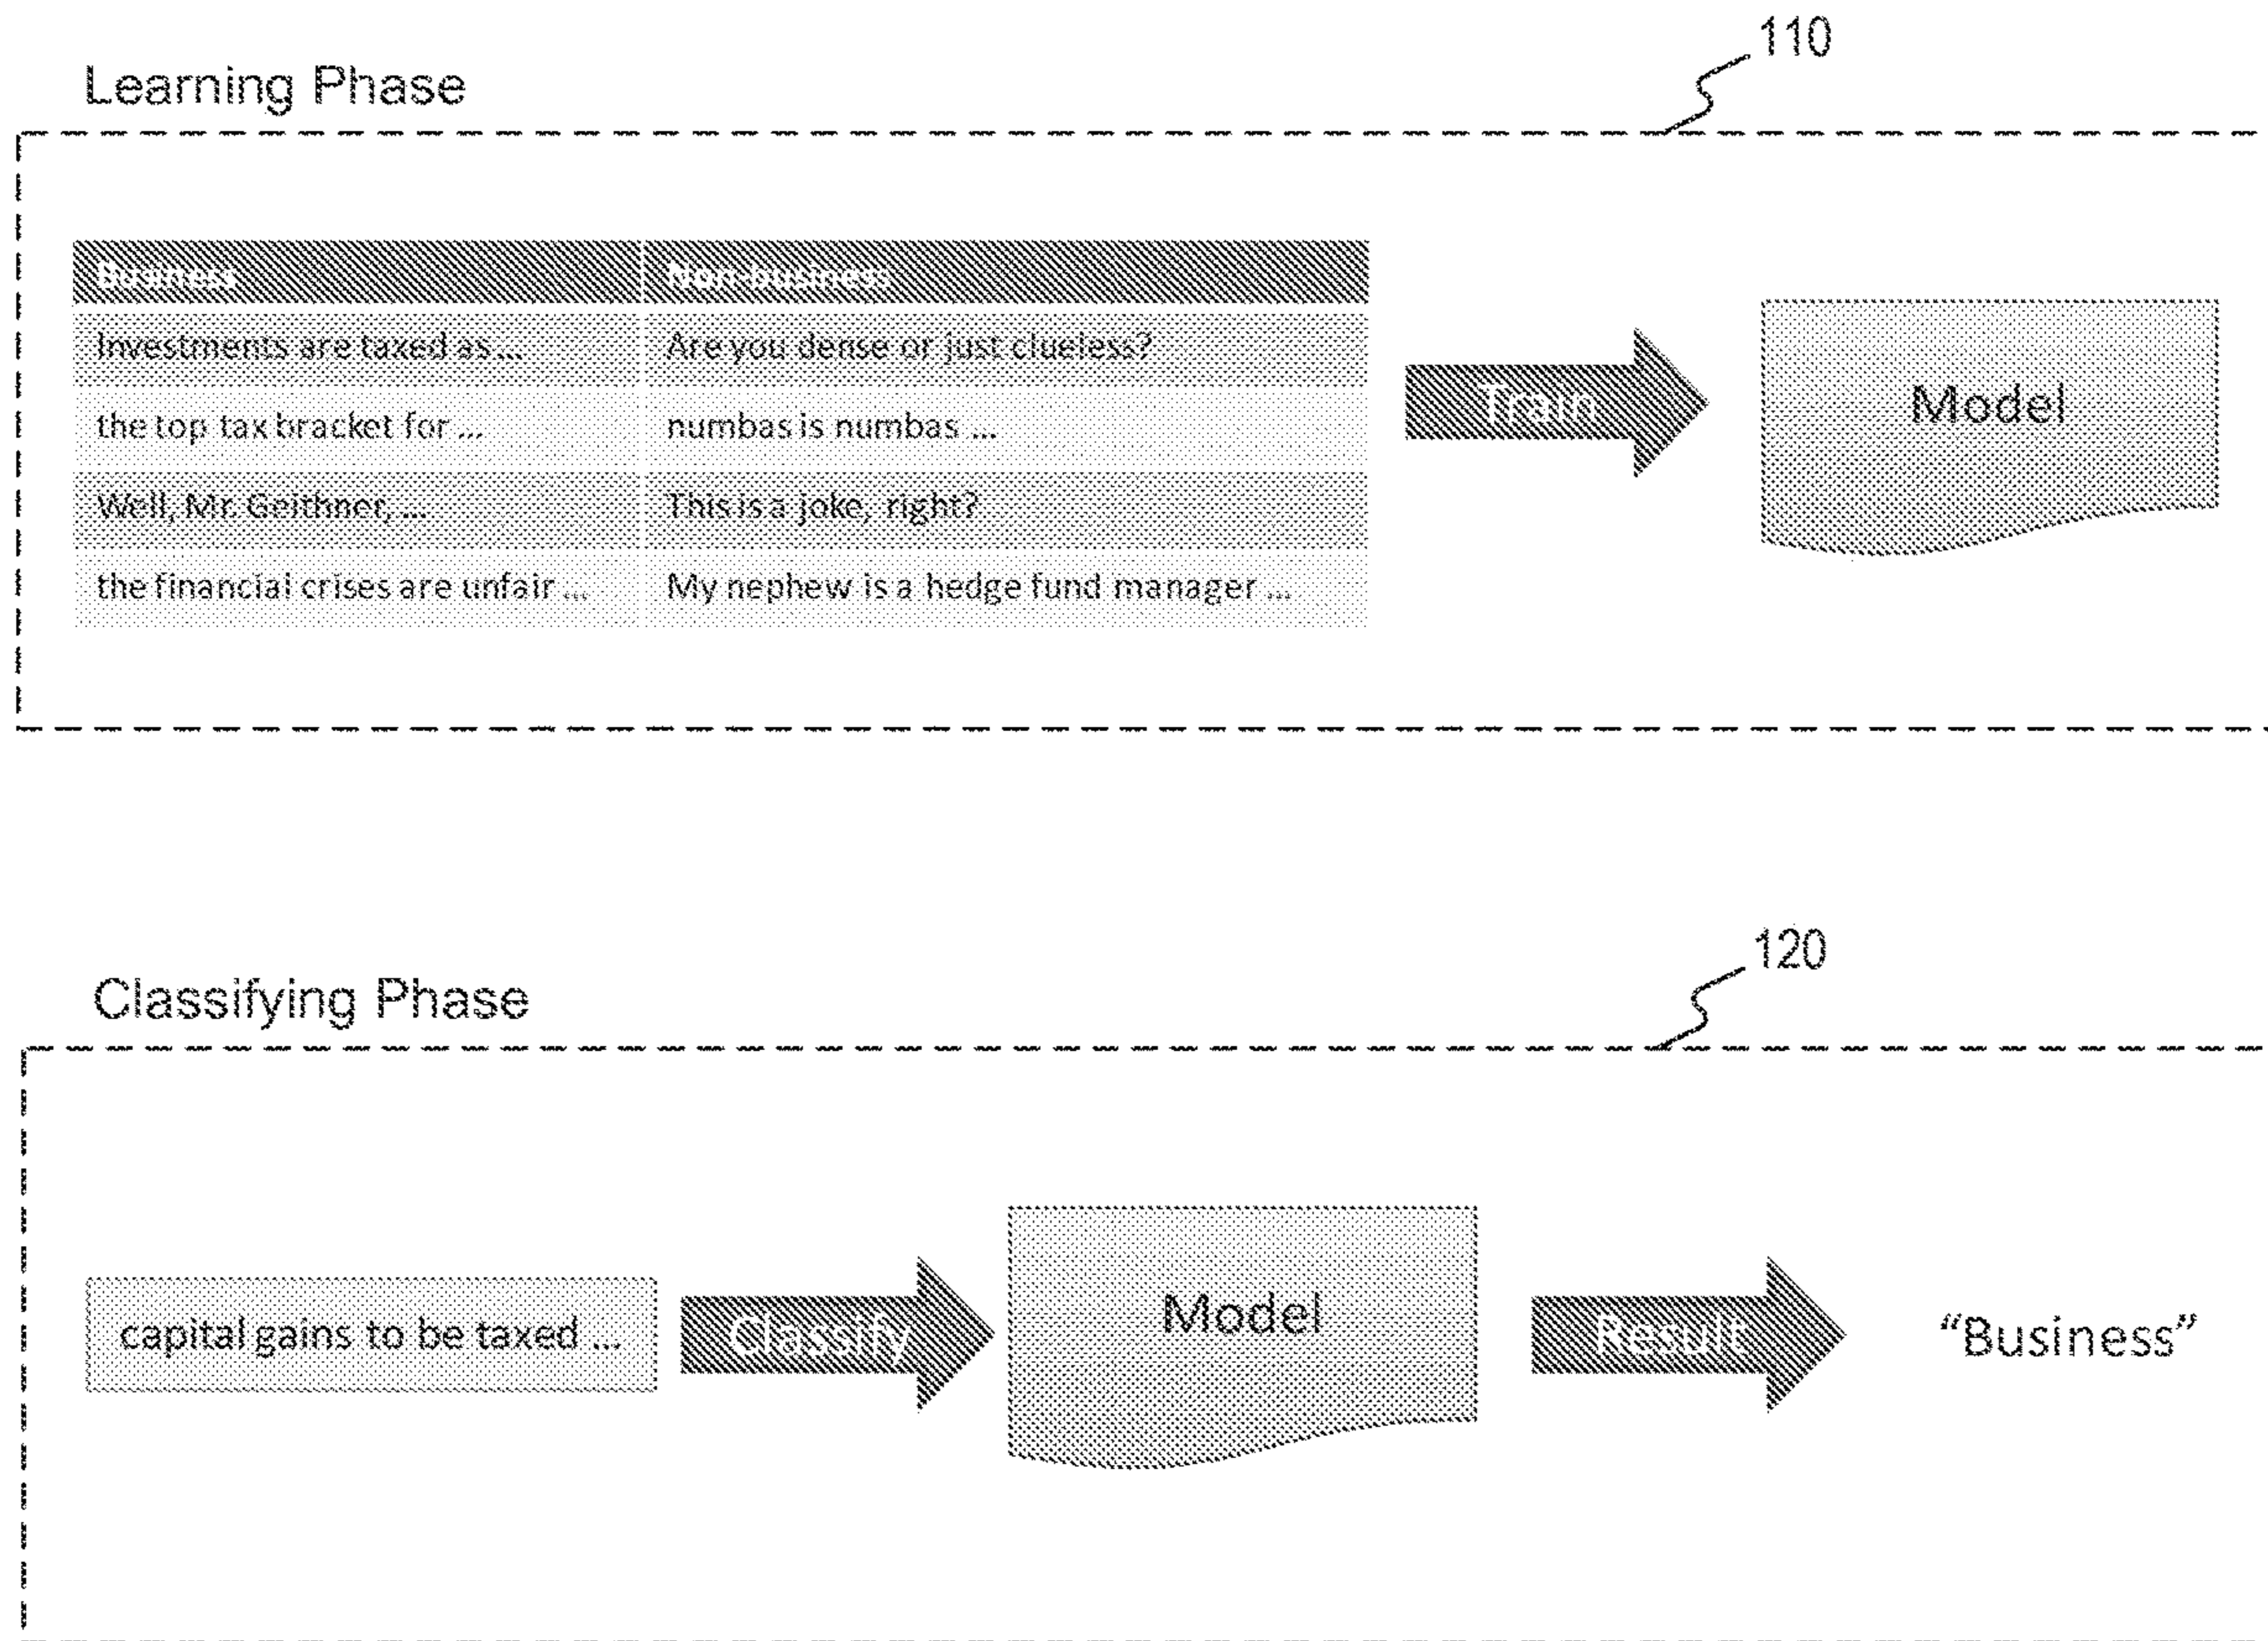 110
Learning Phase
Business Non-business
Investments are taxed as ... Are you dense or just clueless?
the top tax bracket for ... numbas is numbas ...
Well, Mr. Geithner, ... This is a joke, right?
the financial crises are unfair ... My nephew is a hedge fund manager ...
Train
Model
120
Classifying Phase
capital gains to be taxed ...
Classify
Model
Result
“Business”